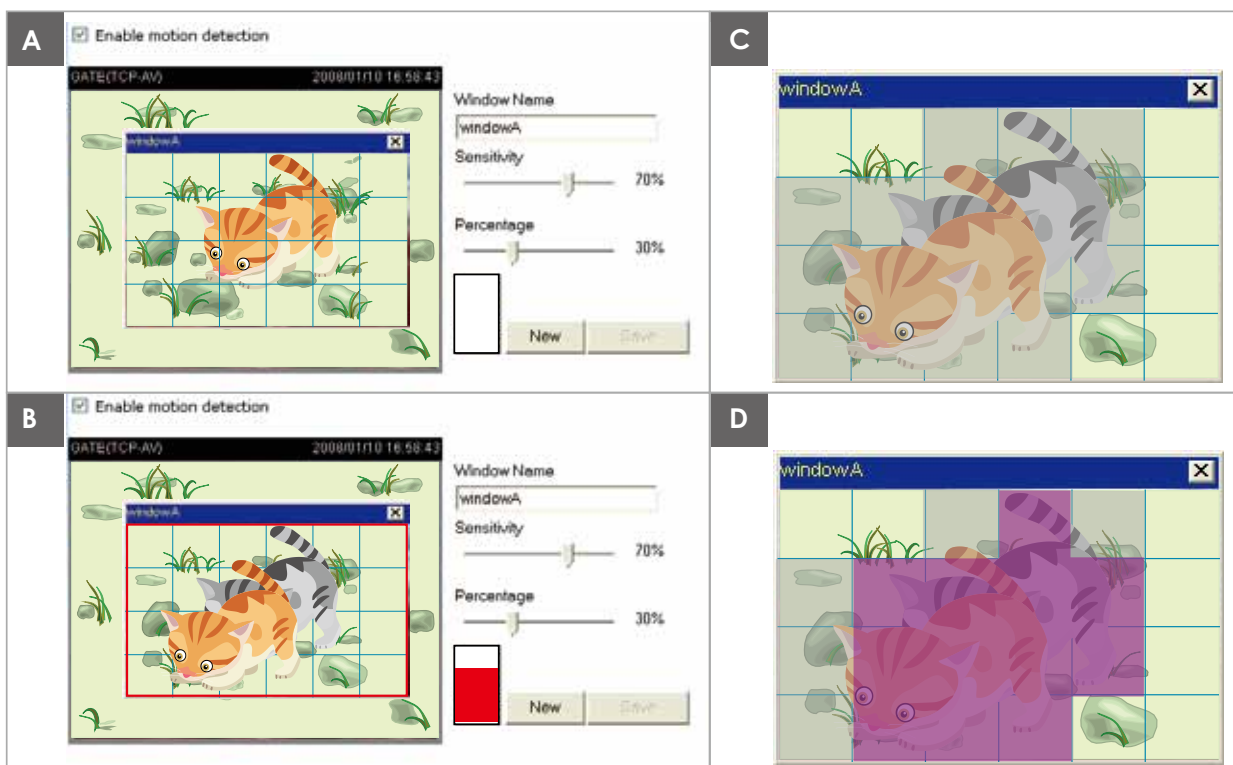 A
Enable motion detection
GATE(TCP-AV) 2008/01/10 16:58:43
windowA
Window Name
windowA
Sensitivity
70%
Percentage
30%
New Save
C
windowA
B
Enable motion detection
GATE(TCP-AV) 2008/01/10 16:58:43
windowA
Window Name
windowA
Sensitivity
70%
Percentage
30%
New Save
D
windowA